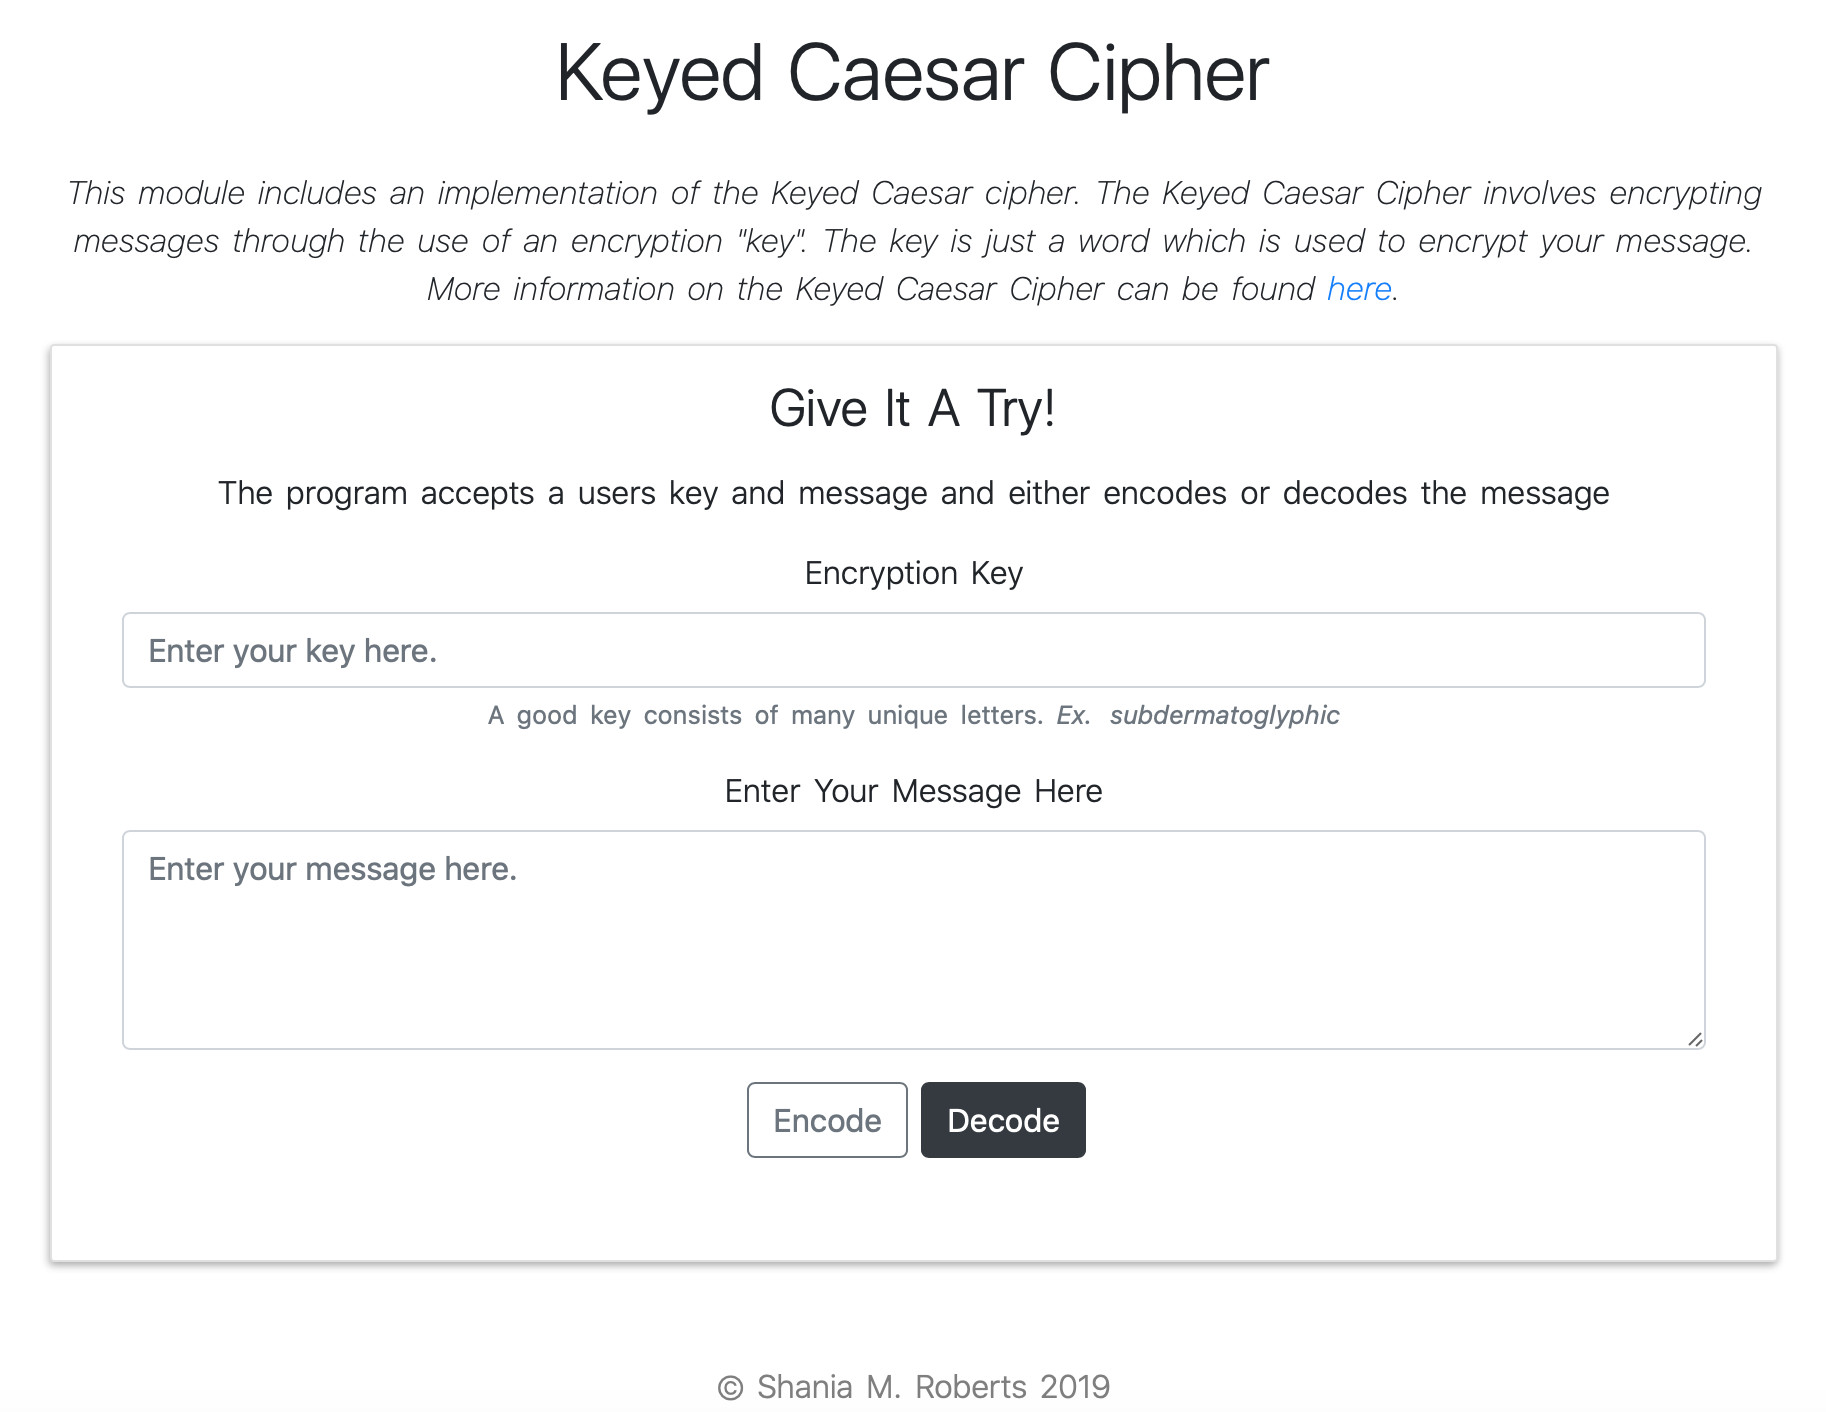 Keyed Caesar Cipher
This module includes an implementation of the Keyed Caesar cipher. The Keyed Caesar Cipher involves encrypting
messages through the use of an encryption "key". The key is just a word which is used to encrypt your message.
More information on the Keyed Caesar Cipher can be found here.
Give It A Try!
The program accepts a users key and message and either encodes or decodes the message
Encryption Key
Enter your key here.
A good key consists of many unique letters. Ex. subdermatoglyphic
Enter Your Message Here
Enter your message here.
Encode Decode
© Shania M. Roberts 2019